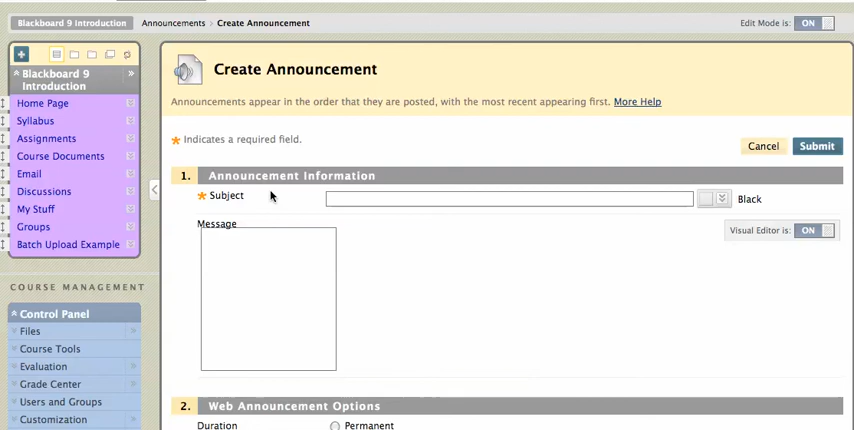 Blackboard 9 Introduction Announcements > Create Announcement Edit Mode is: ON
Blackboard 9 Introduction
Home Page
Syllabus
Assignments
Course Documents
Email
Discussions
My Stuff
Groups
Batch Upload Example
COURSE MANAGEMENT
Control Panel
Files
Course Tools
Evaluation
Grade Center
Users and Groups
Customization
Create Announcement
Announcements appear in the order that they are posted, with the most recent appearing first. More Help
* Indicates a required field.
Cancel Submit
1. Announcement Information
* Subject Black
Message
Visual Editor is: ON
2. Web Announcement Options
Duration Permanent